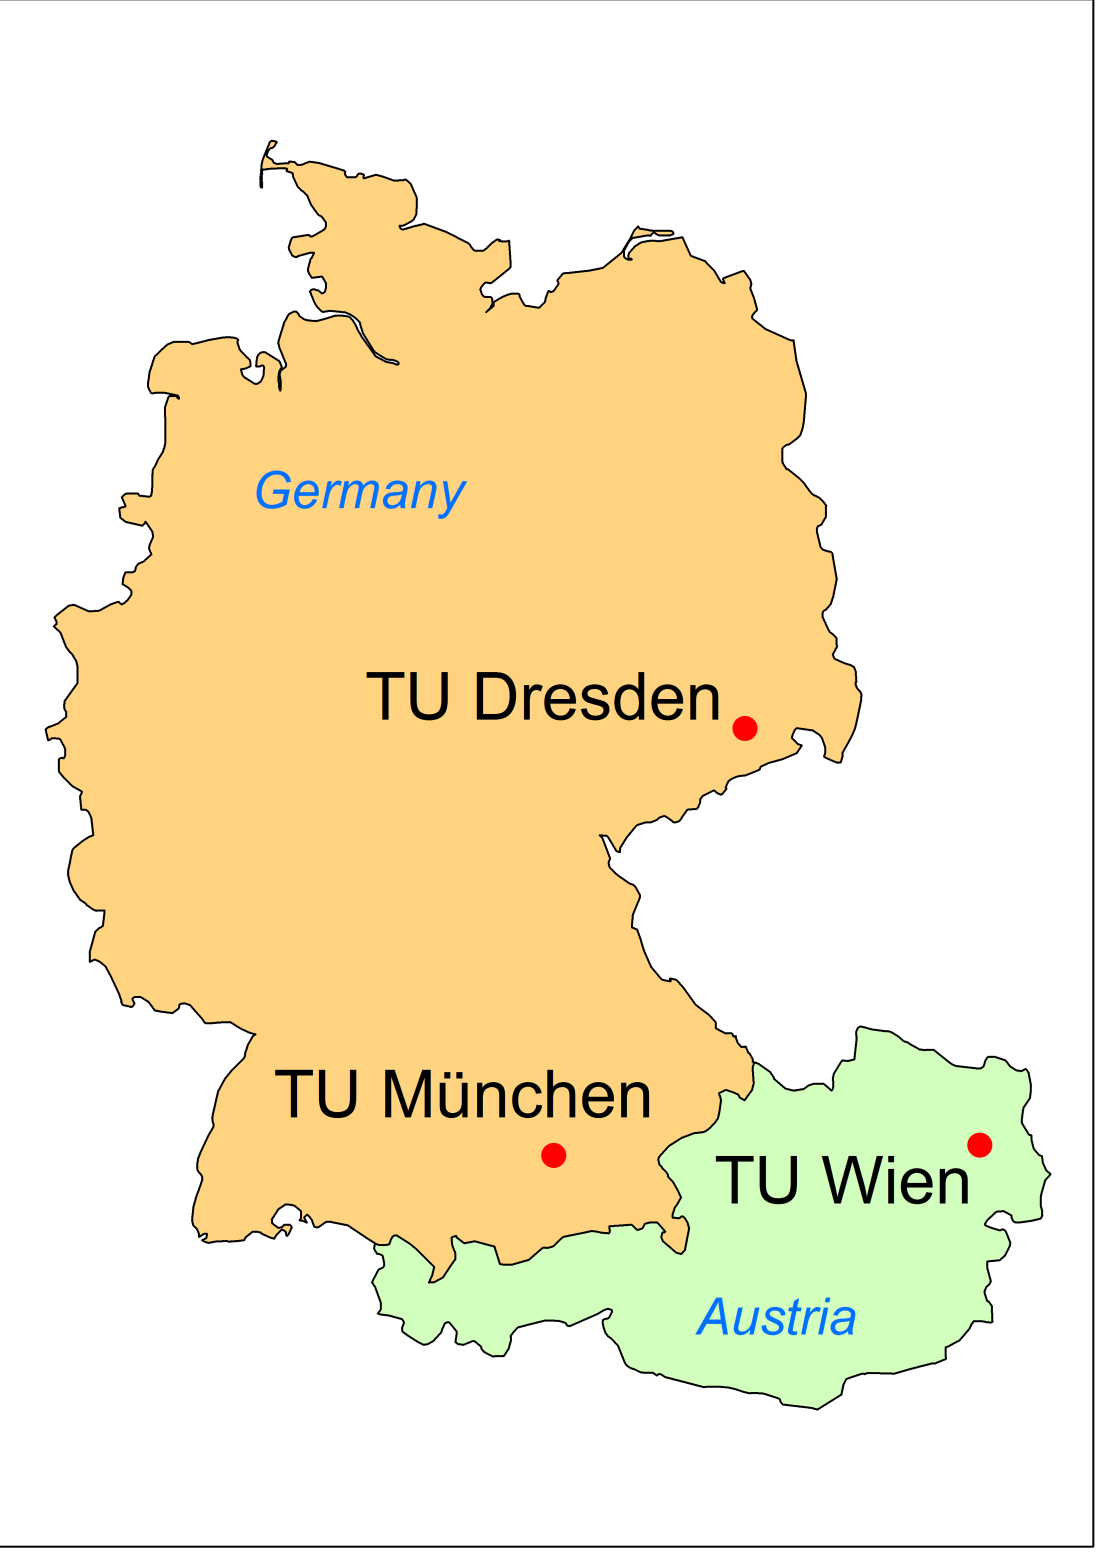 Germany
TU Dresden
TU München
TU Wien
Austria